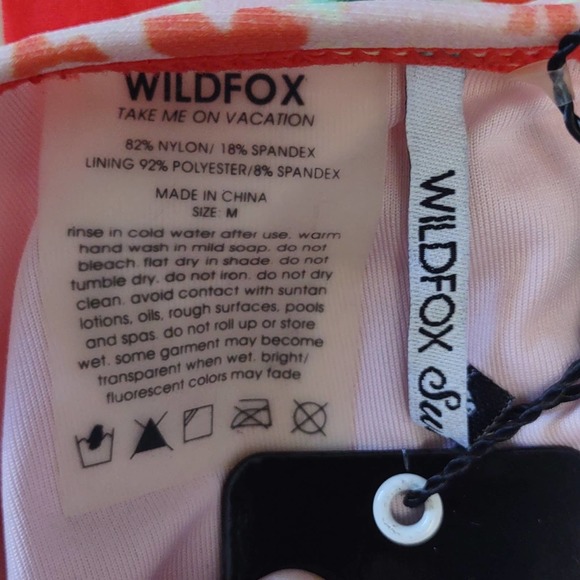 WILDFOX
TAKE ME ON VACATION
82% NYLON/ 18% SPANDEX
LINING 92% POLYESTER/8% SPANDEX
MADE IN CHINA
SIZE: M
rinse in cold water after use. warm
hand wash in mild soap. do not
bleach. flat dry in shade. do not
tumble dry. do not iron. do not dry
clean. avoid contact with suntan
lotions, oils, rough surfaces, pools
and spas. do not roll up or store
wet. some garment may become
transparent when wet. bright/
fluorescent colors may fade
WILDFOX